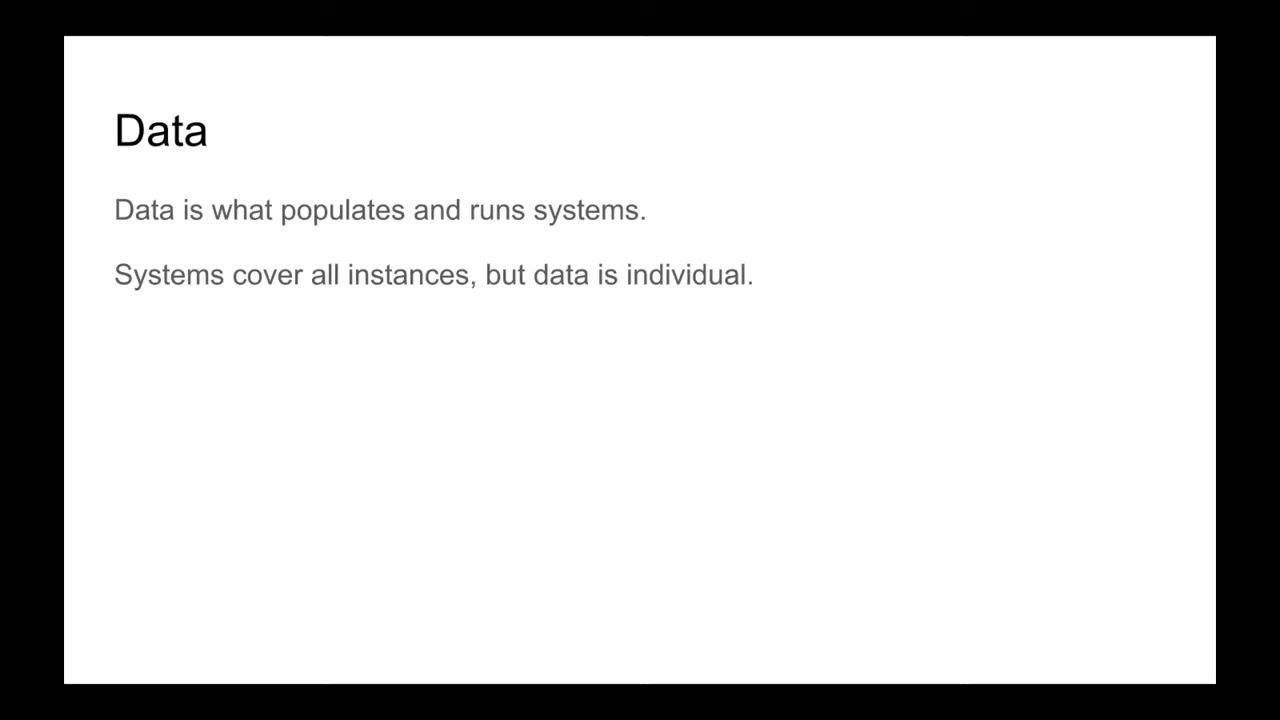 Data
Data is what populates and runs systems.
Systems cover all instances, but data is individual.